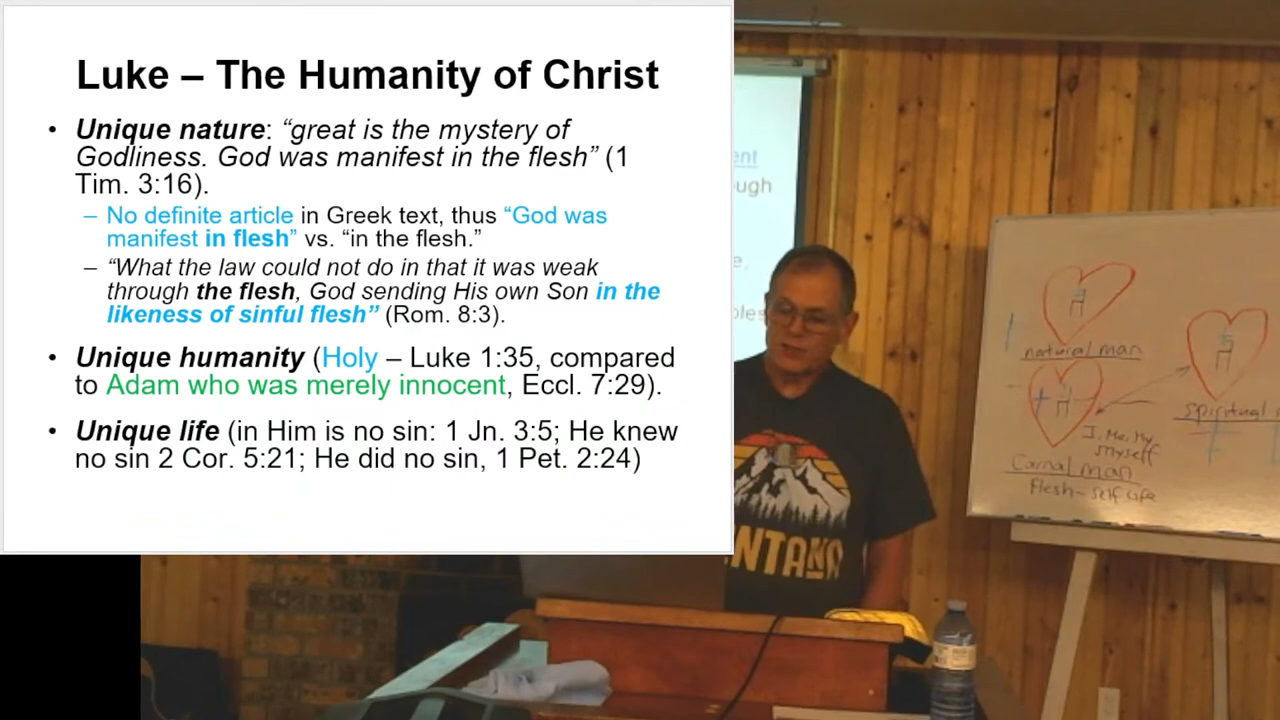 Luke – The Humanity of Christ
• Unique nature: “great is the mystery of
Godliness. God was manifest in the flesh” (1
Tim. 3:16).
– No definite article in Greek text, thus “God was
manifest in flesh” vs. “in the flesh.”
– “What the law could not do in that it was weak
through the flesh, God sending His own Son in the
likeness of sinful flesh” (Rom. 8:3).
• Unique humanity (Holy – Luke 1:35, compared
to Adam who was merely innocent, Eccl. 7:29).
• Unique life (in Him is no sin: 1 Jn. 3:5; He knew
no sin 2 Cor. 5:21; He did no sin, 1 Pet. 2:24)
ent
ough
natural man
spiritual
I, Me, My
myself
Carnal man
flesh – self life
NTANA